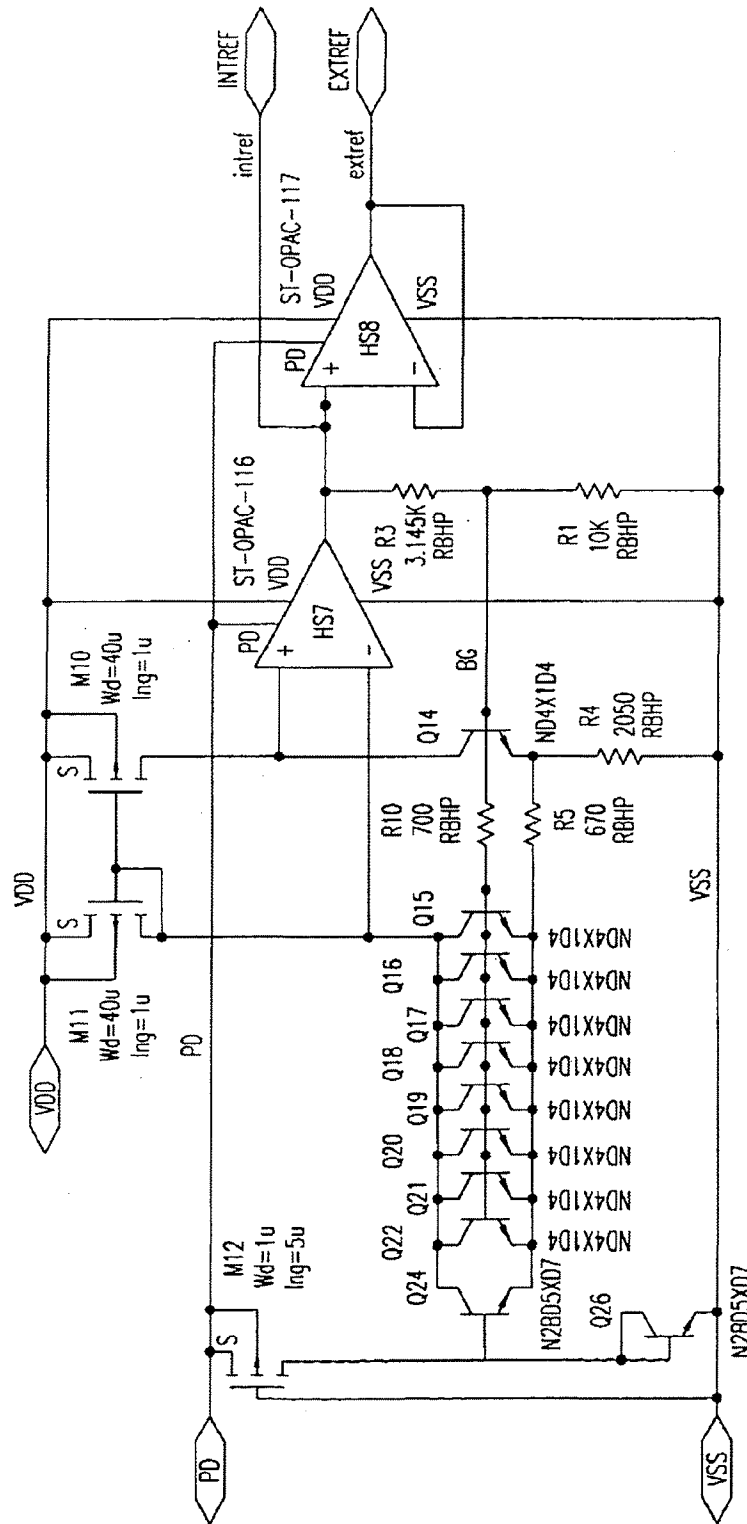 INTREF
intref
EXTREF
extref
ST-OPAC-117
VDD
PD
+
HS8
-
VSS
ST-OPAC-116
VDD
PD
+
HS7
-
VSS
R3
3.145K
RBHP
R1
10K
RBHP
BG
M10
Wd=40u
lng=1u
S
VDD
S
M11
Wd=40u
lng=1u
VDD
PD
Q14
ND4X1D4
R4
2050
RBHP
R10
700
RBHP
R5
670
RBHP
VSS
Q15
Q16
Q17
Q18
Q19
Q20
Q21
Q22
Q24
ND4X1D4
ND4X1D4
ND4X1D4
ND4X1D4
ND4X1D4
ND4X1D4
ND4X1D4
ND4X1D4
N28D5XD7
M12
Wd=1u
lng=5u
S
PD
Q26
N28D5XD7
VSS